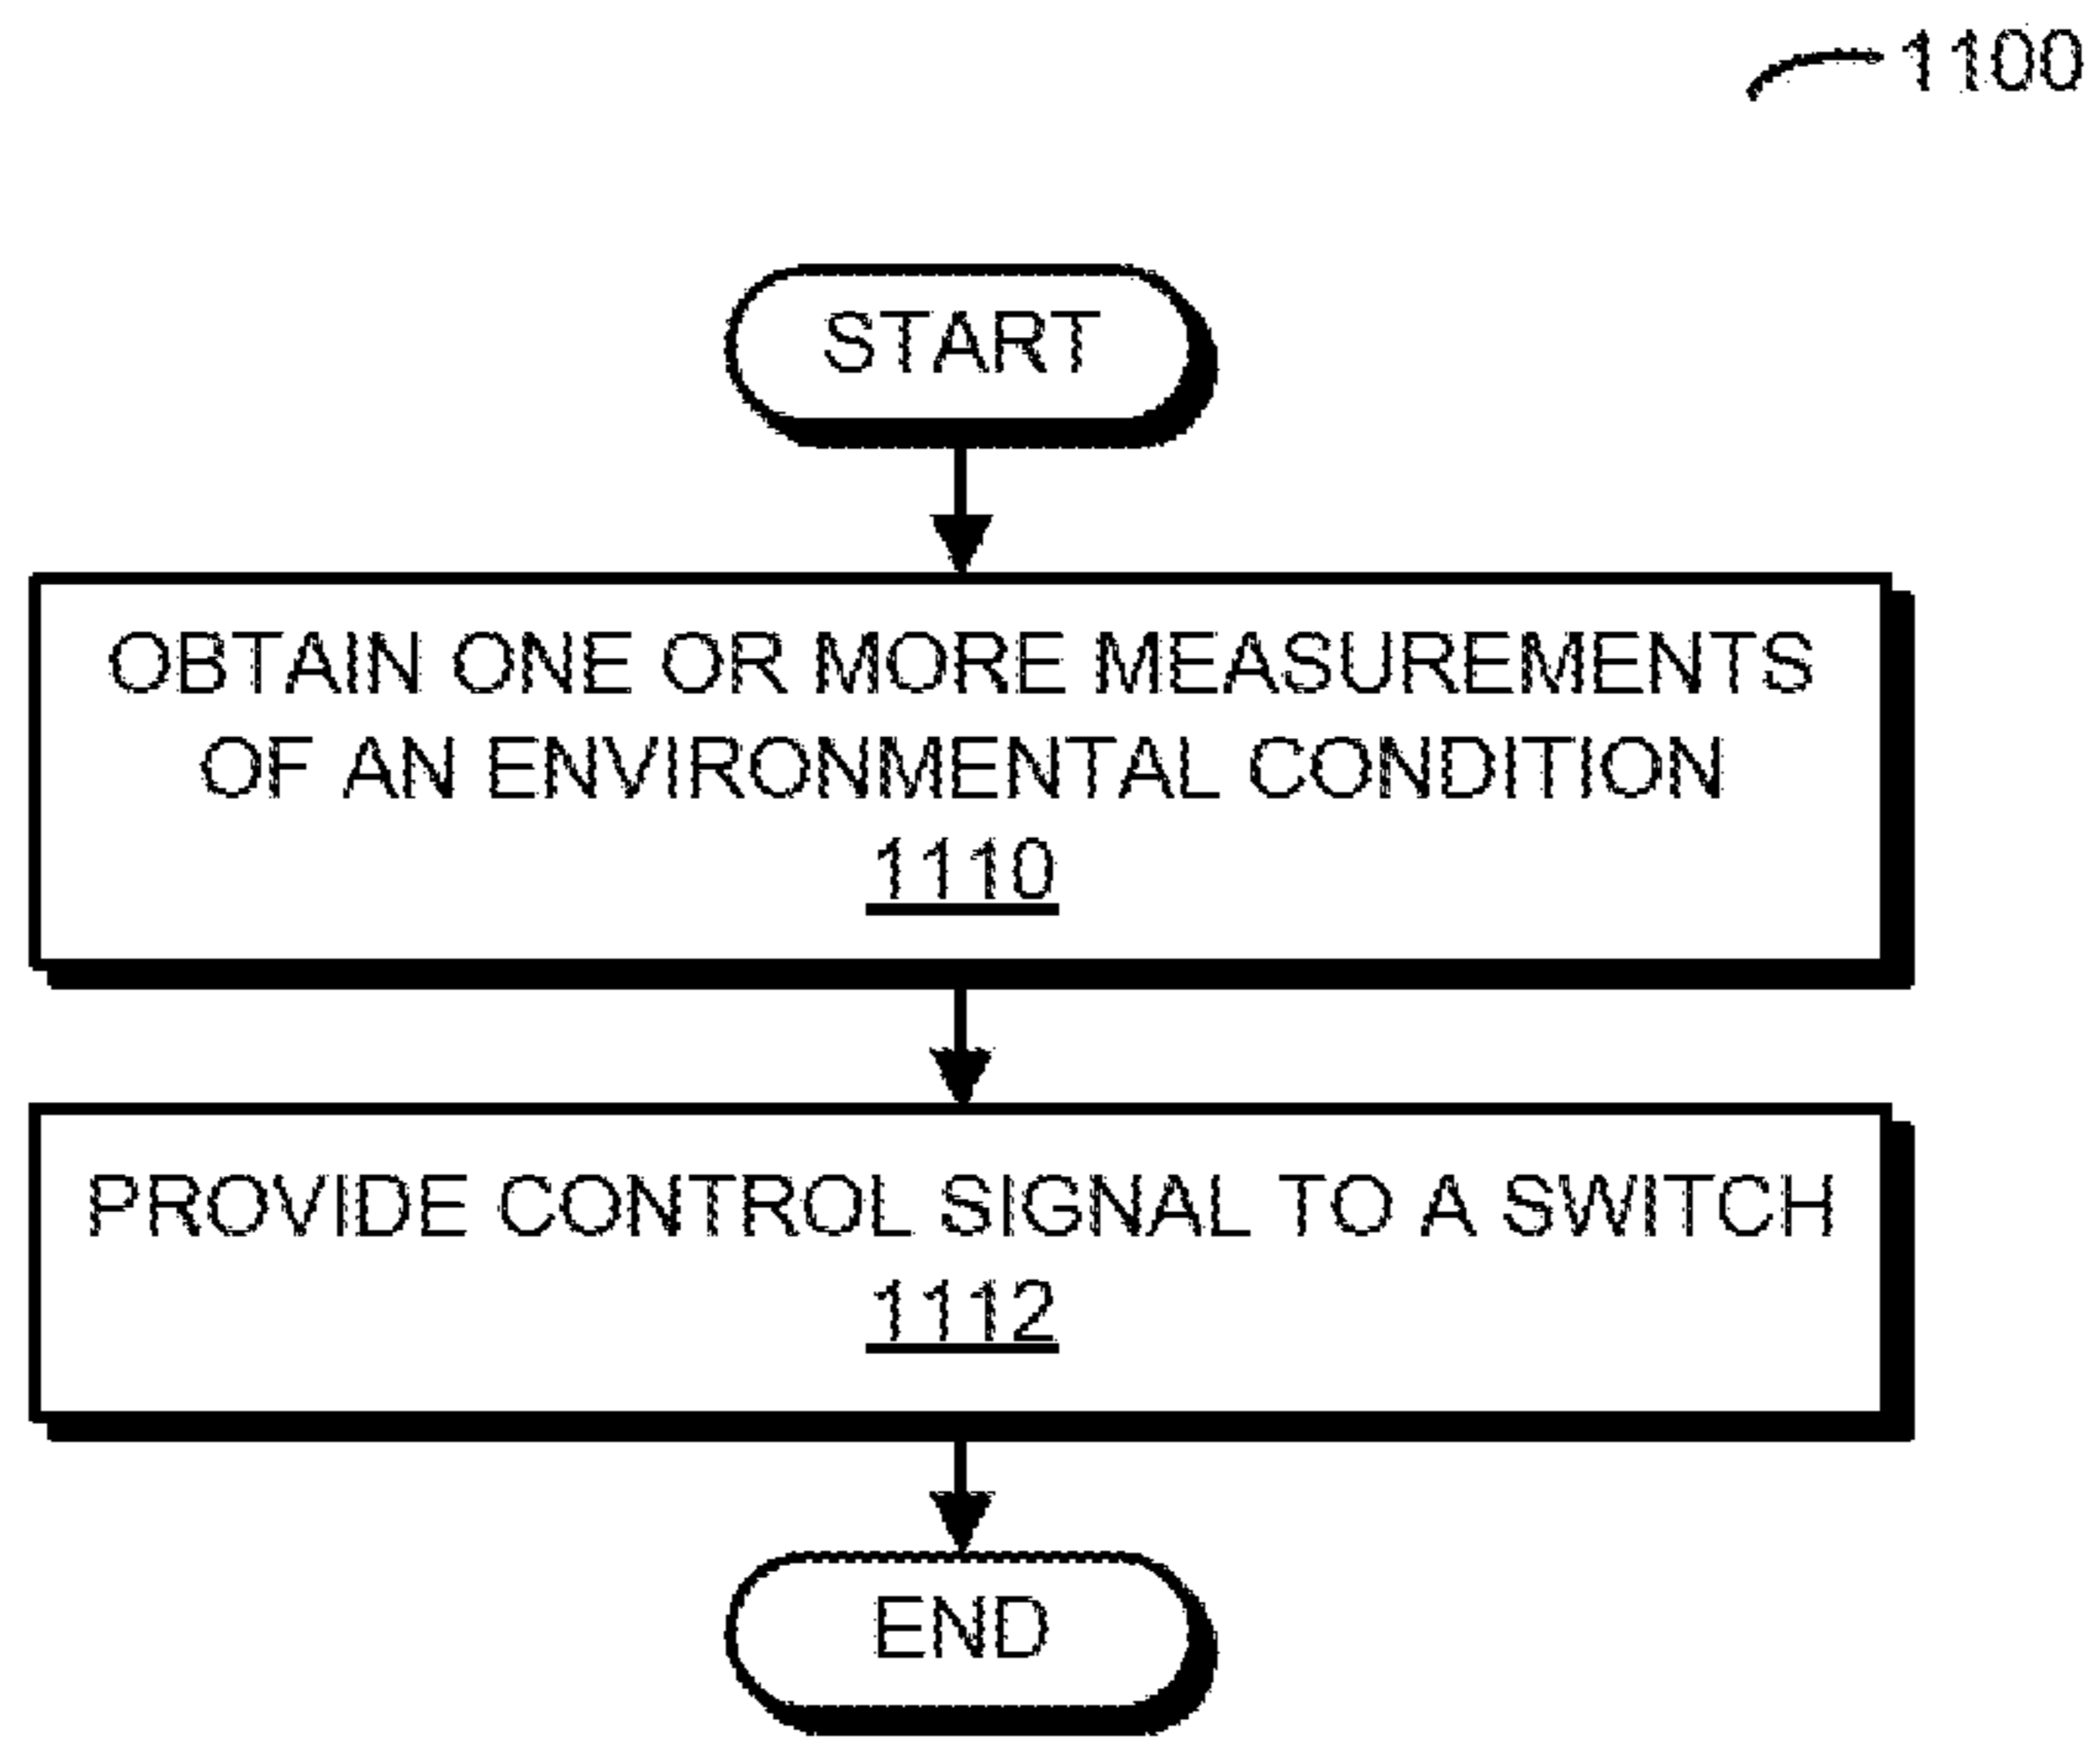 1100
START
OBTAIN ONE OR MORE MEASUREMENTS
OF AN ENVIRONMENTAL CONDITION
1110
PROVIDE CONTROL SIGNAL TO A SWITCH
1112
END